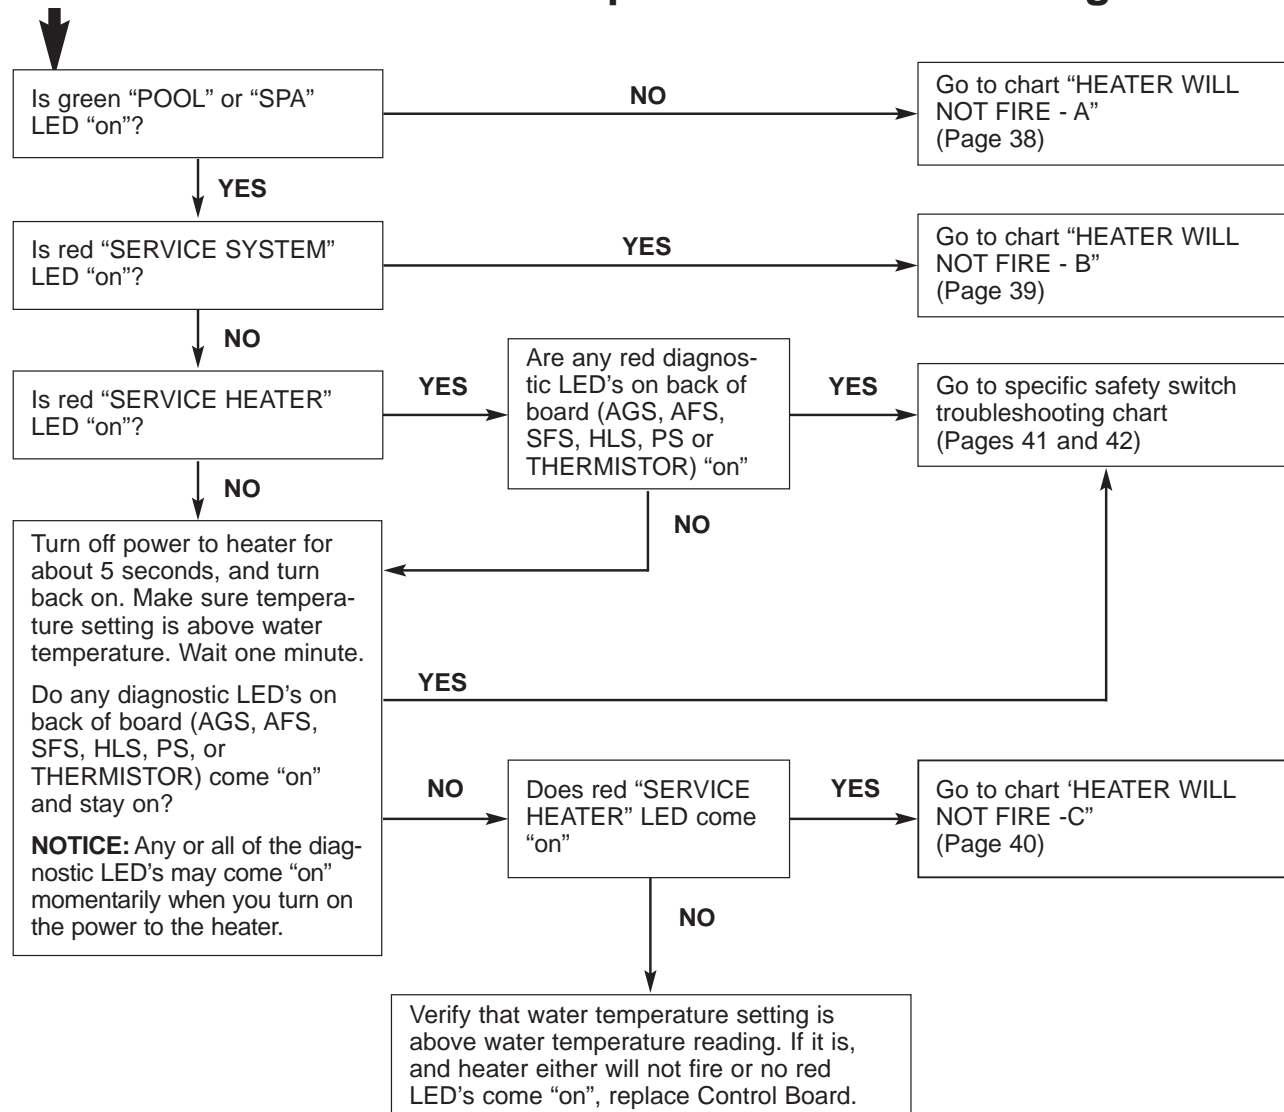 Is green “POOL” or “SPA”
LED “on”?
NO
Go to chart “HEATER WILL
NOT FIRE - A”
(Page 38)
YES
Is red “SERVICE SYSTEM”
LED “on”?
YES
Go to chart “HEATER WILL
NOT FIRE - B”
(Page 39)
NO
Is red “SERVICE HEATER”
LED “on”?
YES
Are any red diagnos-
tic LED’s on back of
board (AGS, AFS,
SFS, HLS, PS or
THERMISTOR) “on”
YES
Go to specific safety switch
troubleshooting chart
(Pages 41 and 42)
NO
NO
Turn off power to heater for
about 5 seconds, and turn
back on. Make sure tempera-
ture setting is above water
temperature. Wait one minute.
Do any diagnostic LED’s on
back of board (AGS, AFS,
SFS, HLS, PS, or
THERMISTOR) come “on”
and stay on?
NOTICE: Any or all of the diag-
nostic LED’s may come “on”
momentarily when you turn on
the power to the heater.
YES
NO
Does red “SERVICE
HEATER” LED come
“on”
YES
Go to chart ‘HEATER WILL
NOT FIRE -C”
(Page 40)
NO
Verify that water temperature setting is
above water temperature reading. If it is,
and heater either will not fire or no red
LED’s come “on”, replace Control Board.